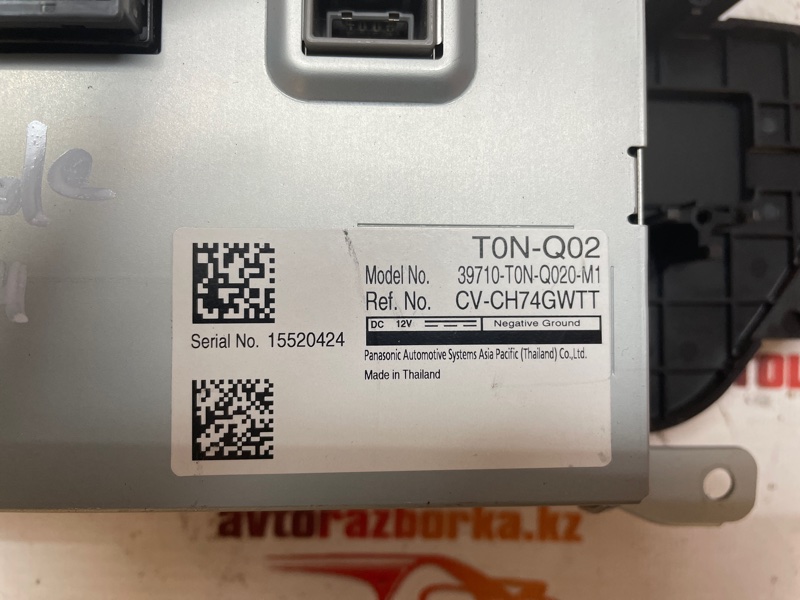 T0N-Q02
Model No. 39710-T0N-Q020-M1
Ref. No. CV-CH74GWTT
DC 12V Negative Ground
Serial No. 15520424
Panasonic Automotive Systems Asia Pacific (Thailand) Co.,Ltd.
Made in Thailand
avtorazborka.kz